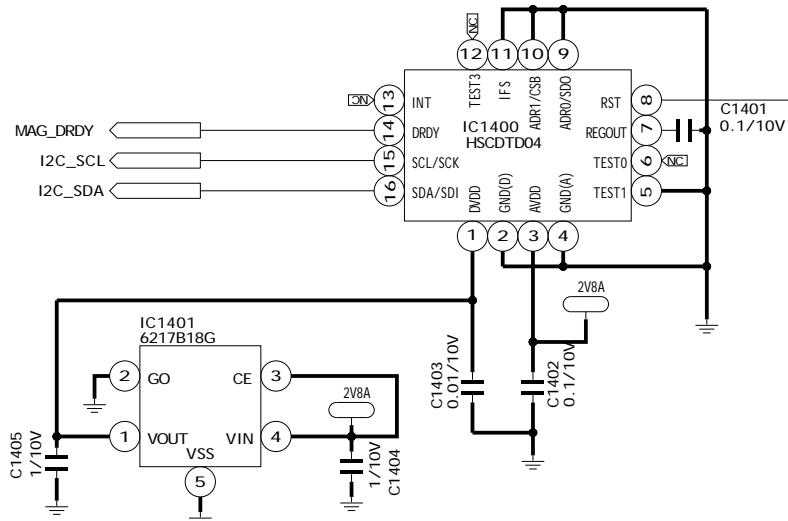 NC
12
11
10
9
TEST3
IFS
ADR1/CSB
ADR0/SDO
NC
13
INT
RST
8
C1401
0.1/10V
IC1400
HSCDTD04
MAG_DRDY
14
DRDY
REGOUT
7
I2C_SCL
15
SCL/SCK
TEST0
6
NC
I2C_SDA
16
SDA/SDI
TEST1
5
DVDD
GND(D)
AVDD
GND(A)
1
2
3
4
2V8A
IC1401
6217B18G
2
GO
CE
3
2V8A
C1403
0.01/10V
C1402
0.1/10V
1
VOUT
VIN
4
VSS
5
C1405
1/10V
1/10V
C1404